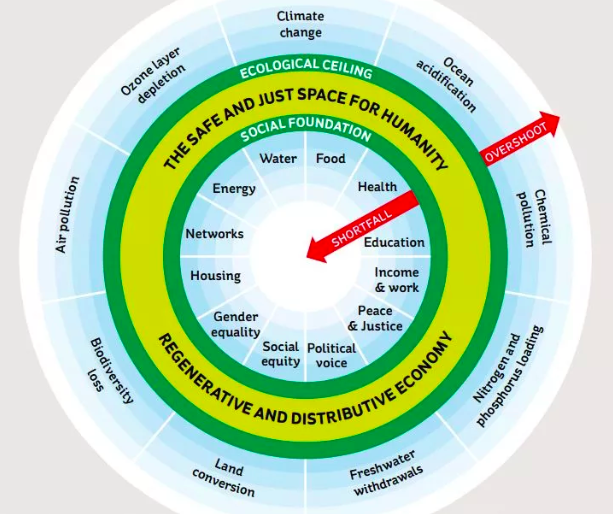 Climate
change
Ozone layer
depletion
Ocean
acidification
ECOLOGICAL CEILING
THE SAFE AND JUST SPACE FOR HUMANITY
SOCIAL FOUNDATION
OVERSHOOT
Water
Food
Energy
Health
SHORTFALL
Air pollution
Chemical
pollution
Networks
Education
Housing
Income
& work
Gender
equality
Peace
& Justice
Social
equity
Political
voice
REGENERATIVE AND DISTRIBUTIVE ECONOMY
Biodiversity
loss
Nitrogen and
phosphorus loading
Land
conversion
Freshwater
withdrawals